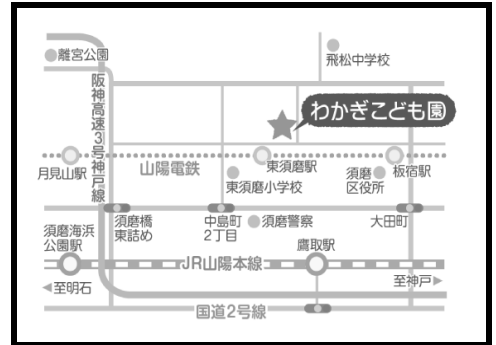 離宮公園
飛松中学校
阪神高速3号神戸線
わかぎこども園
月見山駅
山陽電鉄
東須磨駅
東須磨小学校
須磨
区役所
板宿駅
須磨橋
東詰め
中島町
2丁目
須磨警察
大田町
須磨海浜
公園駅
鷹取駅
JR山陽本線
至明石
至神戸
国道2号線